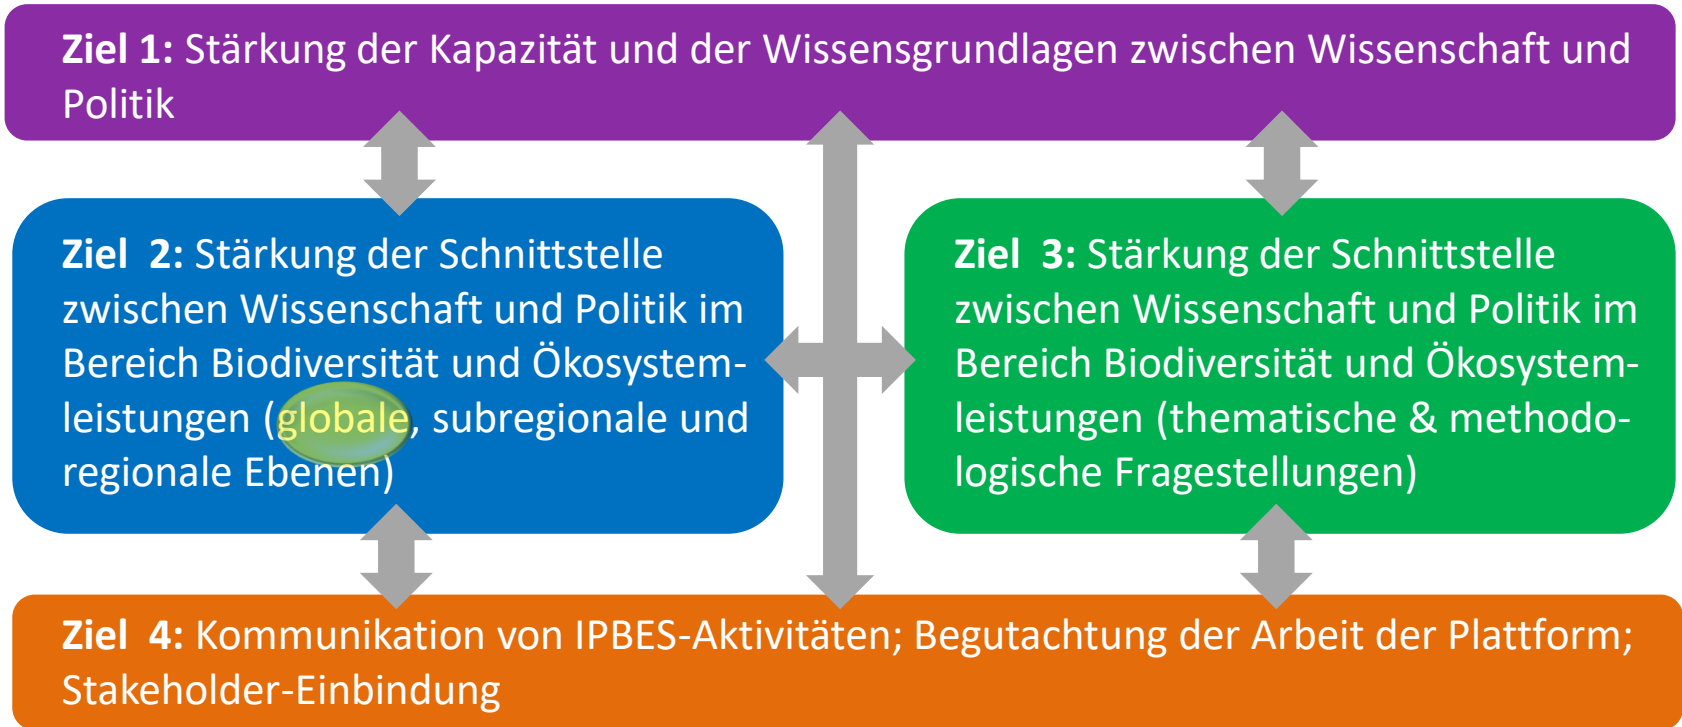 Ziel 1: Stärkung der Kapazität und der Wissensgrundlagen zwischen Wissenschaft und
Politik
Ziel 2: Stärkung der Schnittstelle
zwischen Wissenschaft und Politik im
Bereich Biodiversität und Ökosystem-
leistungen (globale, subregionale und
regionale Ebenen)
Ziel 3: Stärkung der Schnittstelle
zwischen Wissenschaft und Politik im
Bereich Biodiversität und Ökosystem-
leistungen (thematische & methodo-
logische Fragestellungen)
Ziel 4: Kommunikation von IPBES-Aktivitäten; Begutachtung der Arbeit der Plattform;
Stakeholder-Einbindung